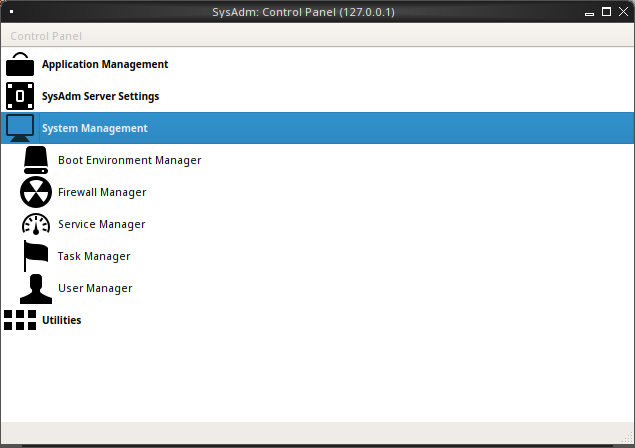 SysAdm: Control Panel (127.0.0.1)
Control Panel
Application Management
SysAdm Server Settings
System Management
Boot Environment Manager
Firewall Manager
Service Manager
Task Manager
User Manager
Utilities